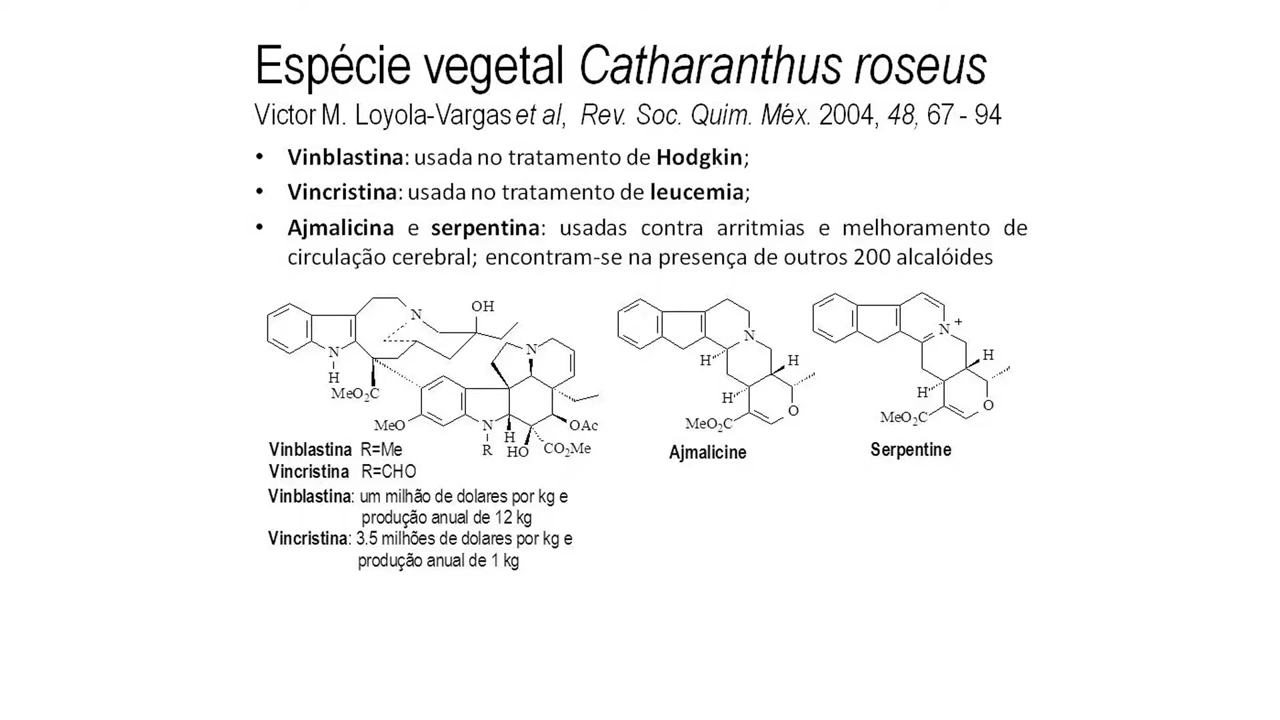 Espécie vegetal Catharanthus roseus
Victor M. Loyola-Vargas et al, Rev. Soc. Quim. Méx. 2004, 48, 67 - 94
• Vinblastina: usada no tratamento de Hodgkin;
• Vincristina: usada no tratamento de leucemia;
• Ajmalicina e serpentina: usadas contra arritmias e melhoramento de
circulação cerebral; encontram-se na presença de outros 200 alcalóides
N
OH
N
H
MeO₂C
N
MeO
N
R
H
HO
OAc
CO₂Me
Vinblastina R=Me
Vincristina R=CHO
Vinblastina: um milhão de dolares por kg e
produção anual de 12 kg
Vincristina: 3.5 milhões de dolares por kg e
produção anual de 1 kg
N
H
H
H
O
MeO₂C
Ajmalicine
N +
H
H
O
MeO₂C
Serpentine